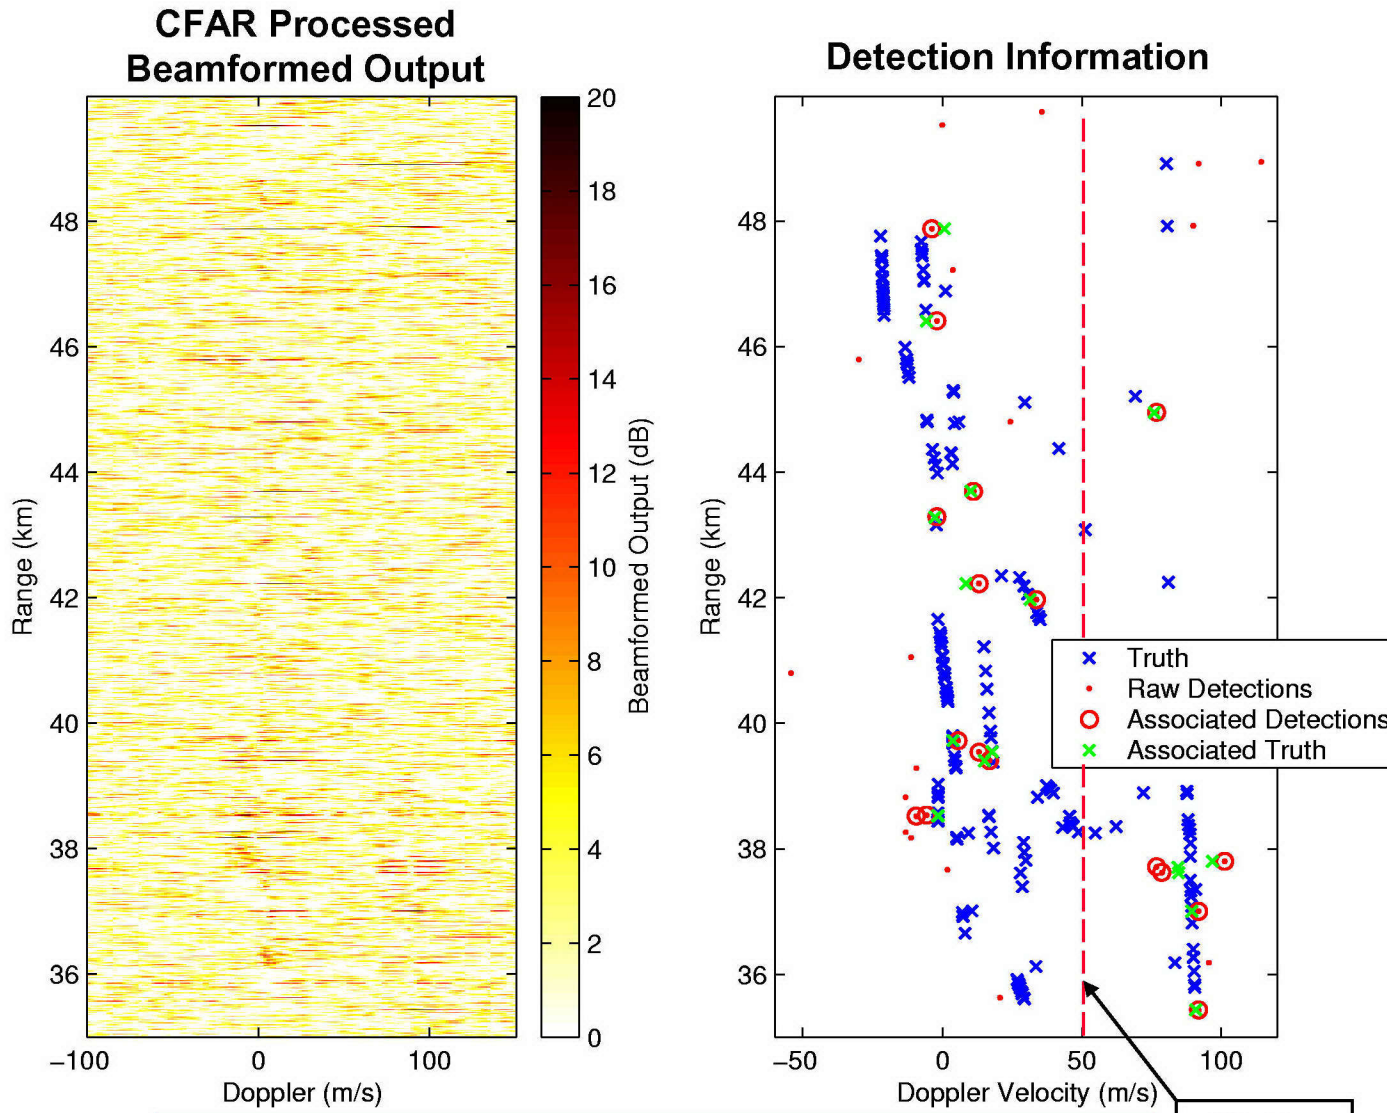 CFAR Processed
Beamformed Output
48
46
44
42
40
38
36
Range (km)
−100
0
100
Doppler (m/s)
20
18
16
14
12
10
8
6
4
2
0
Beamformed Output (dB)
Detection Information
48
46
44
42
40
38
36
Range (km)
−50
0
50
100
Doppler Velocity (m/s)
Truth
Raw Detections
Associated Detections
Associated Truth